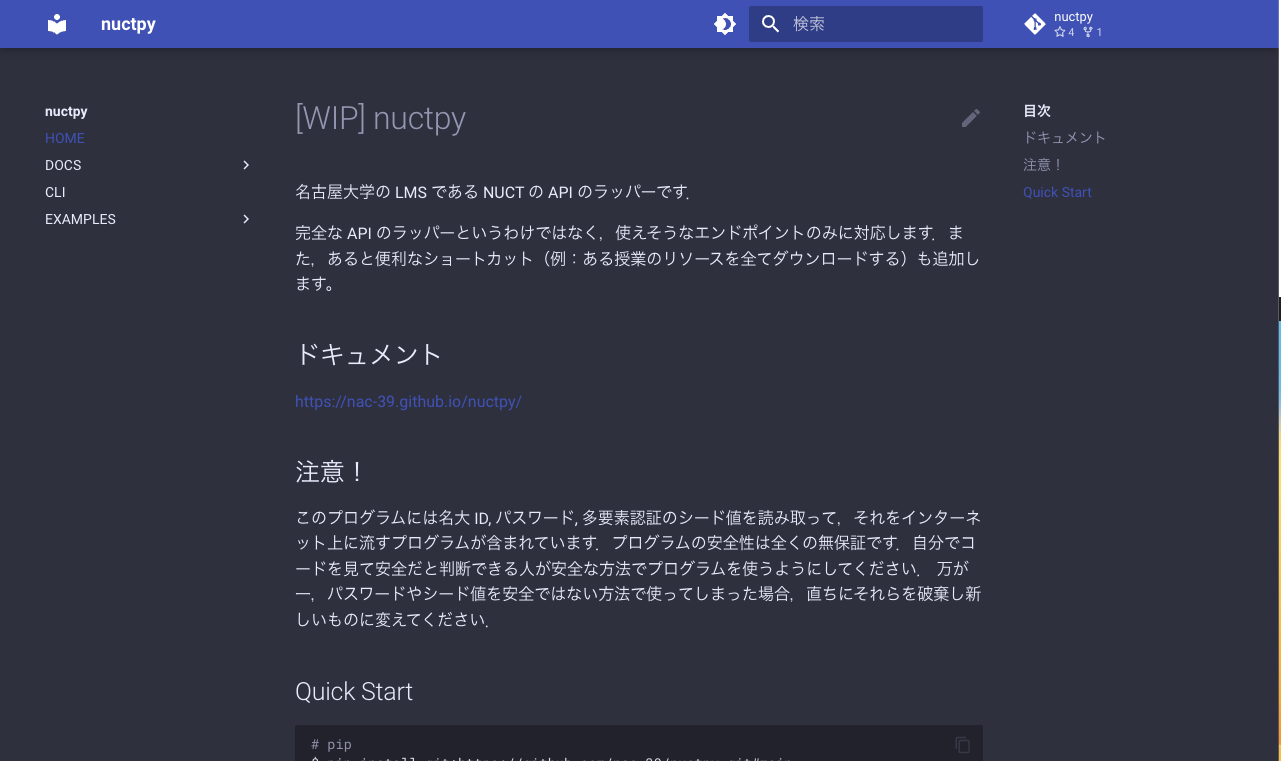 nuctpy
検索
nuctpy
4 1
nuctpy
HOME
DOCS
CLI
EXAMPLES
[WIP] nuctpy
名古屋大学の LMS である NUCT の API のラッパーです．
完全な API のラッパーというわけではなく，使えそうなエンドポイントのみに対応します．ま
た，あると便利なショートカット（例：ある授業のリソースを全てダウンロードする）も追加し
ます。
ドキュメント
https://nac-39.github.io/nuctpy/
注意！
このプログラムには名大 ID, パスワード, 多要素認証のシード値を読み取って，それをインターネ
ット上に流すプログラムが含まれています．プログラムの安全性は全くの無保証です．自分でコ
ードを見て安全だと判断できる人が安全な方法でプログラムを使うようにしてください． 万が
一，パスワードやシード値を安全ではない方法で使ってしまった場合，直ちにそれらを破棄し新
しいものに変えてください．
Quick Start
# pip
目次
ドキュメント
注意！
Quick Start